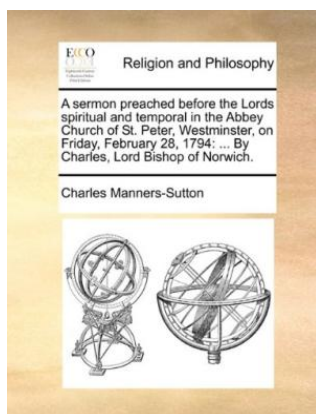 ECCO
Religion and Philosophy
A sermon preached before the Lords
spiritual and temporal in the Abbey
Church of St. Peter, Westminster, on
Friday, February 28, 1794: ... By
Charles, Lord Bishop of Norwich.
Charles Manners-Sutton